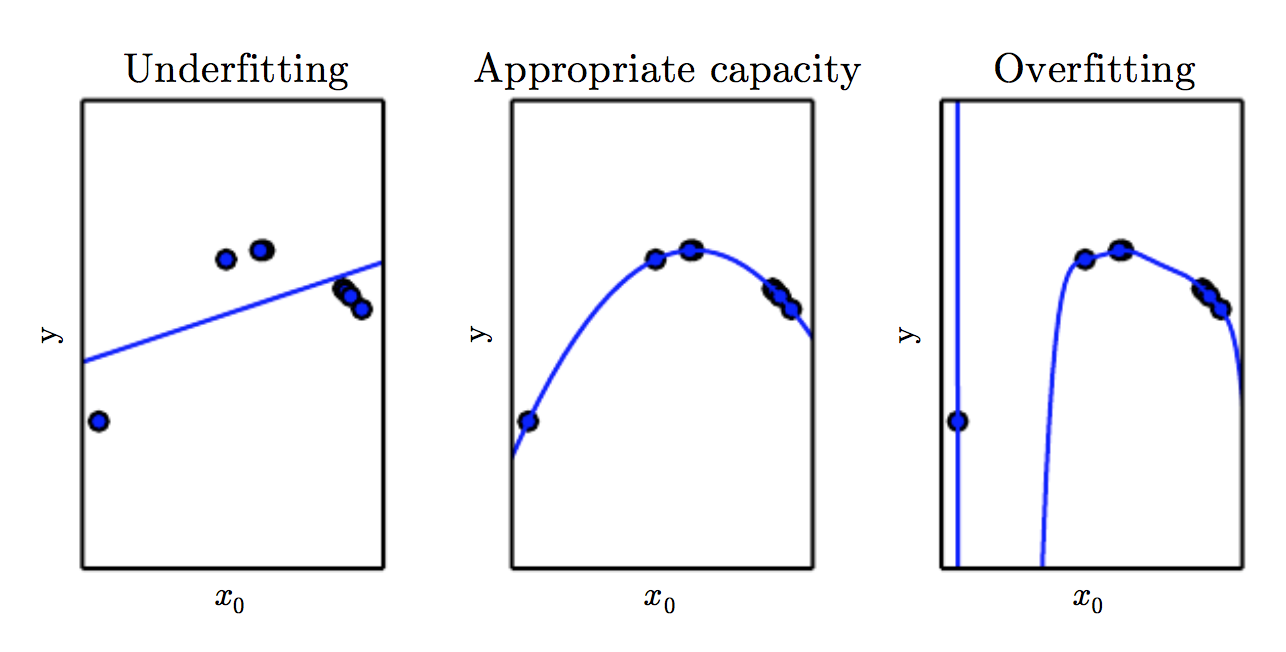 Underfitting
Appropriate capacity
Overfitting
y
y
y
x₀
x₀
x₀